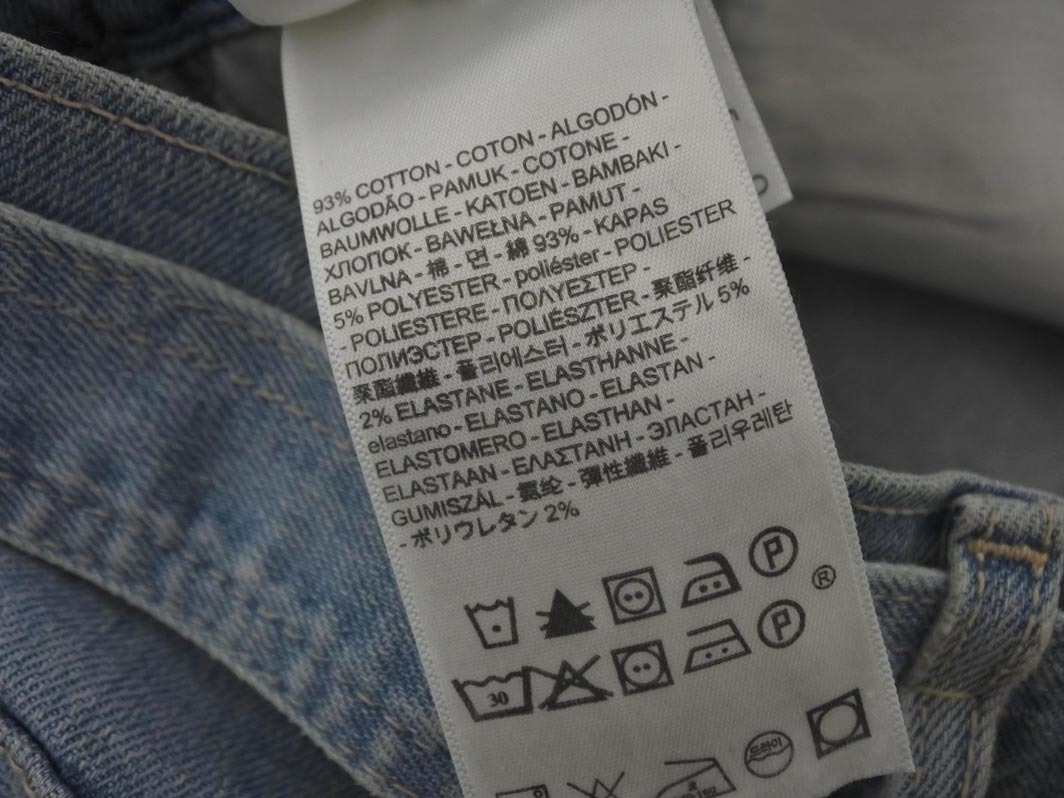 93% COTTON - COTON - ALGODÓN -
ALGODÃO - PAMUK - COTONE -
BAUMWOLLE - KATOEN - BAMBAKI -
ХЛОПОК - BAWEŁNA - PAMUT -
BAVLNA - 棉 - 면 - 綿 93% - KAPAS
5% POLYESTER - poliéster - POLIESTER
- POLIESTERE - ΠΟΛΥΕΣΤΕΡ -
ПОЛИЭСТЕР - POLIÉSZTER - 聚酯纤维 -
聚酯纖維 - 폴리에스터 - ポリエステル 5%
2% ELASTANE - ELASTHANNE -
elastano - ELASTANO - ELASTAN -
ELASTOMERO - ELASTHAN -
ELASTAAN - ΕΛΑΣΤΑΝΗ - ЭЛАСТАН -
GUMISZÁL - 氨纶 - 彈性纖維 - 폴리우레탄
- ポリウレタン 2%
P
®
30
P
드라이